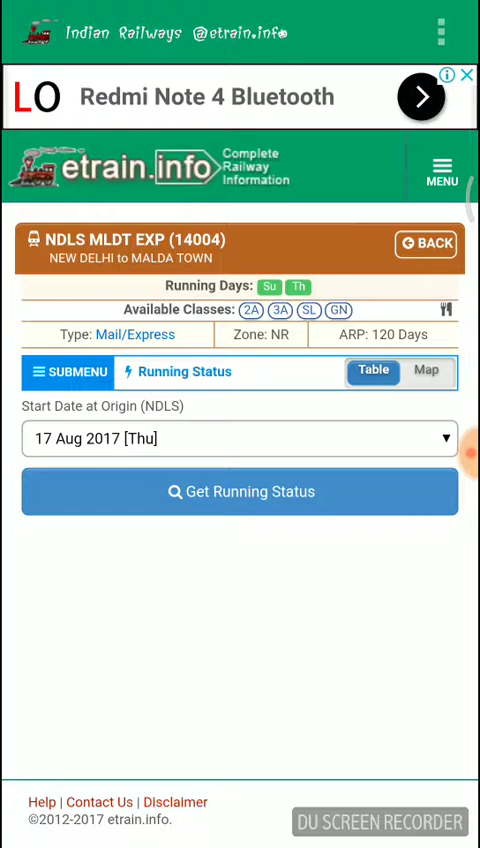 Indian Railways @etrain.info
LO Redmi Note 4 Bluetooth
etrain.info Complete Railway Information
MENU
NDLS MLDT EXP (14004)
BACK
NEW DELHI to MALDA TOWN
Running Days: Su Th
Available Classes: 2A 3A SL GN
Type: Mail/Express Zone: NR ARP: 120 Days
SUBMENU Running Status Table Map
Start Date at Origin (NDLS)
17 Aug 2017 [Thu]
Get Running Status
Help | Contact Us | Disclaimer
©2012-2017 etrain.info.
DU SCREEN RECORDER